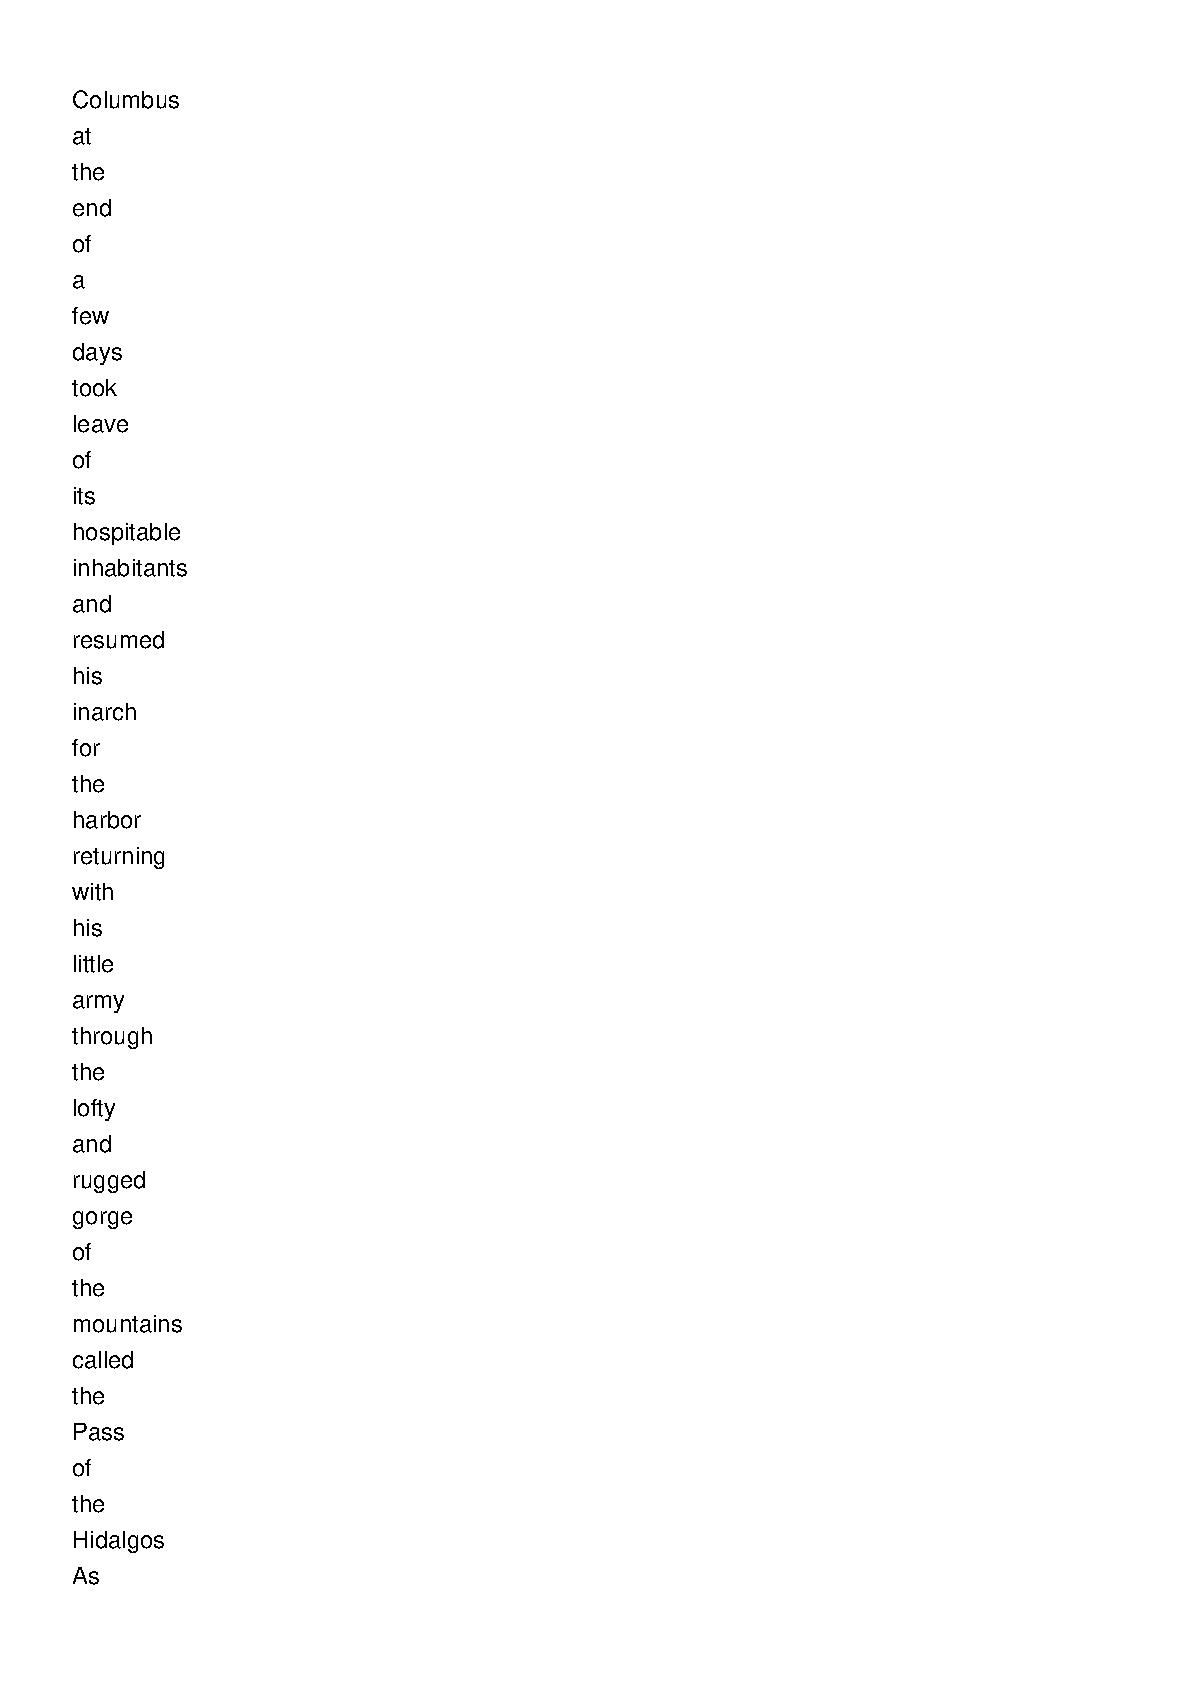 Columbus
at
the
end
of
a
few
days
took
leave
of
its
hospitable
inhabitants
and
resumed
his
inarch
for
the
harbor
returning
with
his
little
army
through
the
lofty
and
rugged
gorge
of
the
mountains
called
the
Pass
of
the
Hidalgos
As